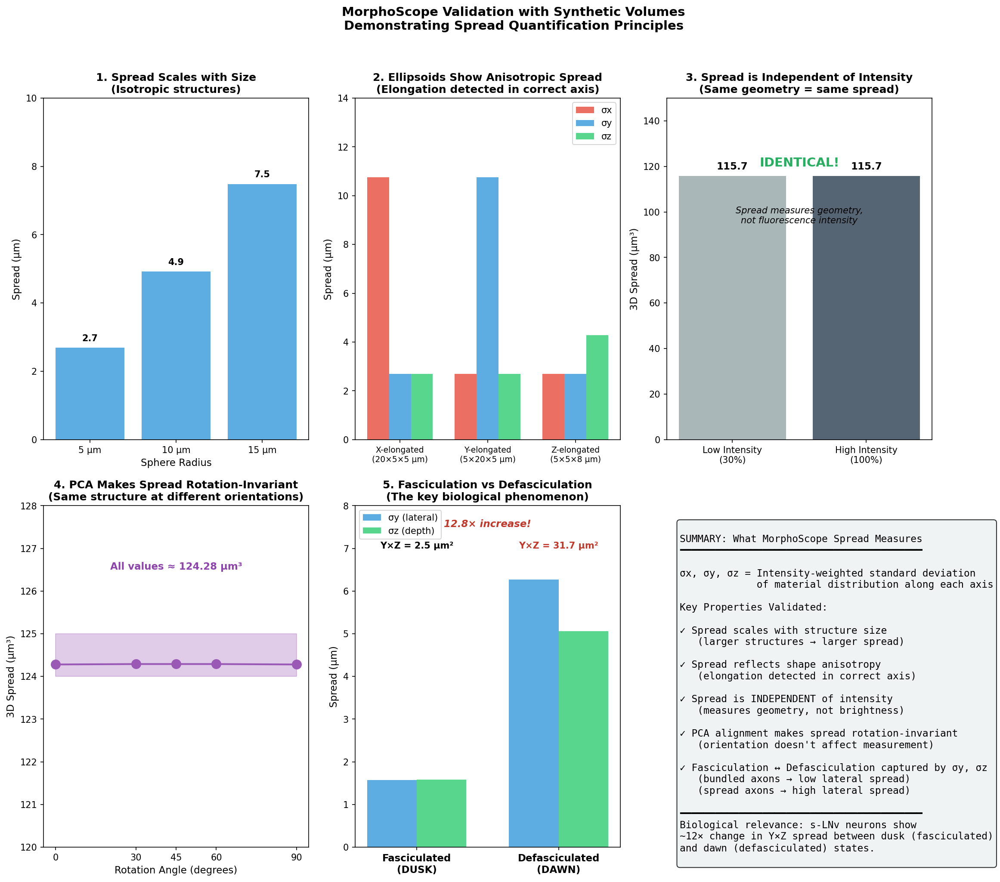 MorphoScope Validation with Synthetic Volumes
Demonstrating Spread Quantification Principles
1. Spread Scales with Size
(Isotropic structures)
Spread (μm)
10
8
6
4
2
0
2.7
4.9
7.5
5 μm
10 μm
15 μm
Sphere Radius
2. Ellipsoids Show Anisotropic Spread
(Elongation detected in correct axis)
Spread (μm)
14
12
10
8
6
4
2
0
σx
σy
σz
X-elongated
(20×5×5 μm)
Y-elongated
(5×20×5 μm)
Z-elongated
(5×5×8 μm)
3. Spread is Independent of Intensity
(Same geometry = same spread)
3D Spread (μm³)
140
120
100
80
60
40
20
0
115.7
IDENTICAL!
115.7
Spread measures geometry,
not fluorescence intensity
Low Intensity
(30%)
High Intensity
(100%)
4. PCA Makes Spread Rotation-Invariant
(Same structure at different orientations)
3D Spread (μm³)
128
127
126
125
124
123
122
121
120
All values ≈ 124.28 μm³
0
30
45
60
90
Rotation Angle (degrees)
5. Fasciculation vs Defasciculation
(The key biological phenomenon)
Spread (μm)
8
7
6
5
4
3
2
1
0
σy (lateral)
σz (depth)
12.8× increase!
Y×Z = 2.5 μm²
Y×Z = 31.7 μm²
Fasciculated
(DUSK)
Defasciculated
(DAWN)
SUMMARY: What MorphoScope Spread Measures
σx, σy, σz = Intensity-weighted standard deviation
of material distribution along each axis
Key Properties Validated:
✓ Spread scales with structure size
(larger structures → larger spread)
✓ Spread reflects shape anisotropy
(elongation detected in correct axis)
✓ Spread is INDEPENDENT of intensity
(measures geometry, not brightness)
✓ PCA alignment makes spread rotation-invariant
(orientation doesn't affect measurement)
✓ Fasciculation ↔ Defasciculation captured by σy, σz
(bundled axons → low lateral spread)
(spread axons → high lateral spread)
Biological relevance: s-LNv neurons show
~12× change in Y×Z spread between dusk (fasciculated)
and dawn (defasciculated) states.